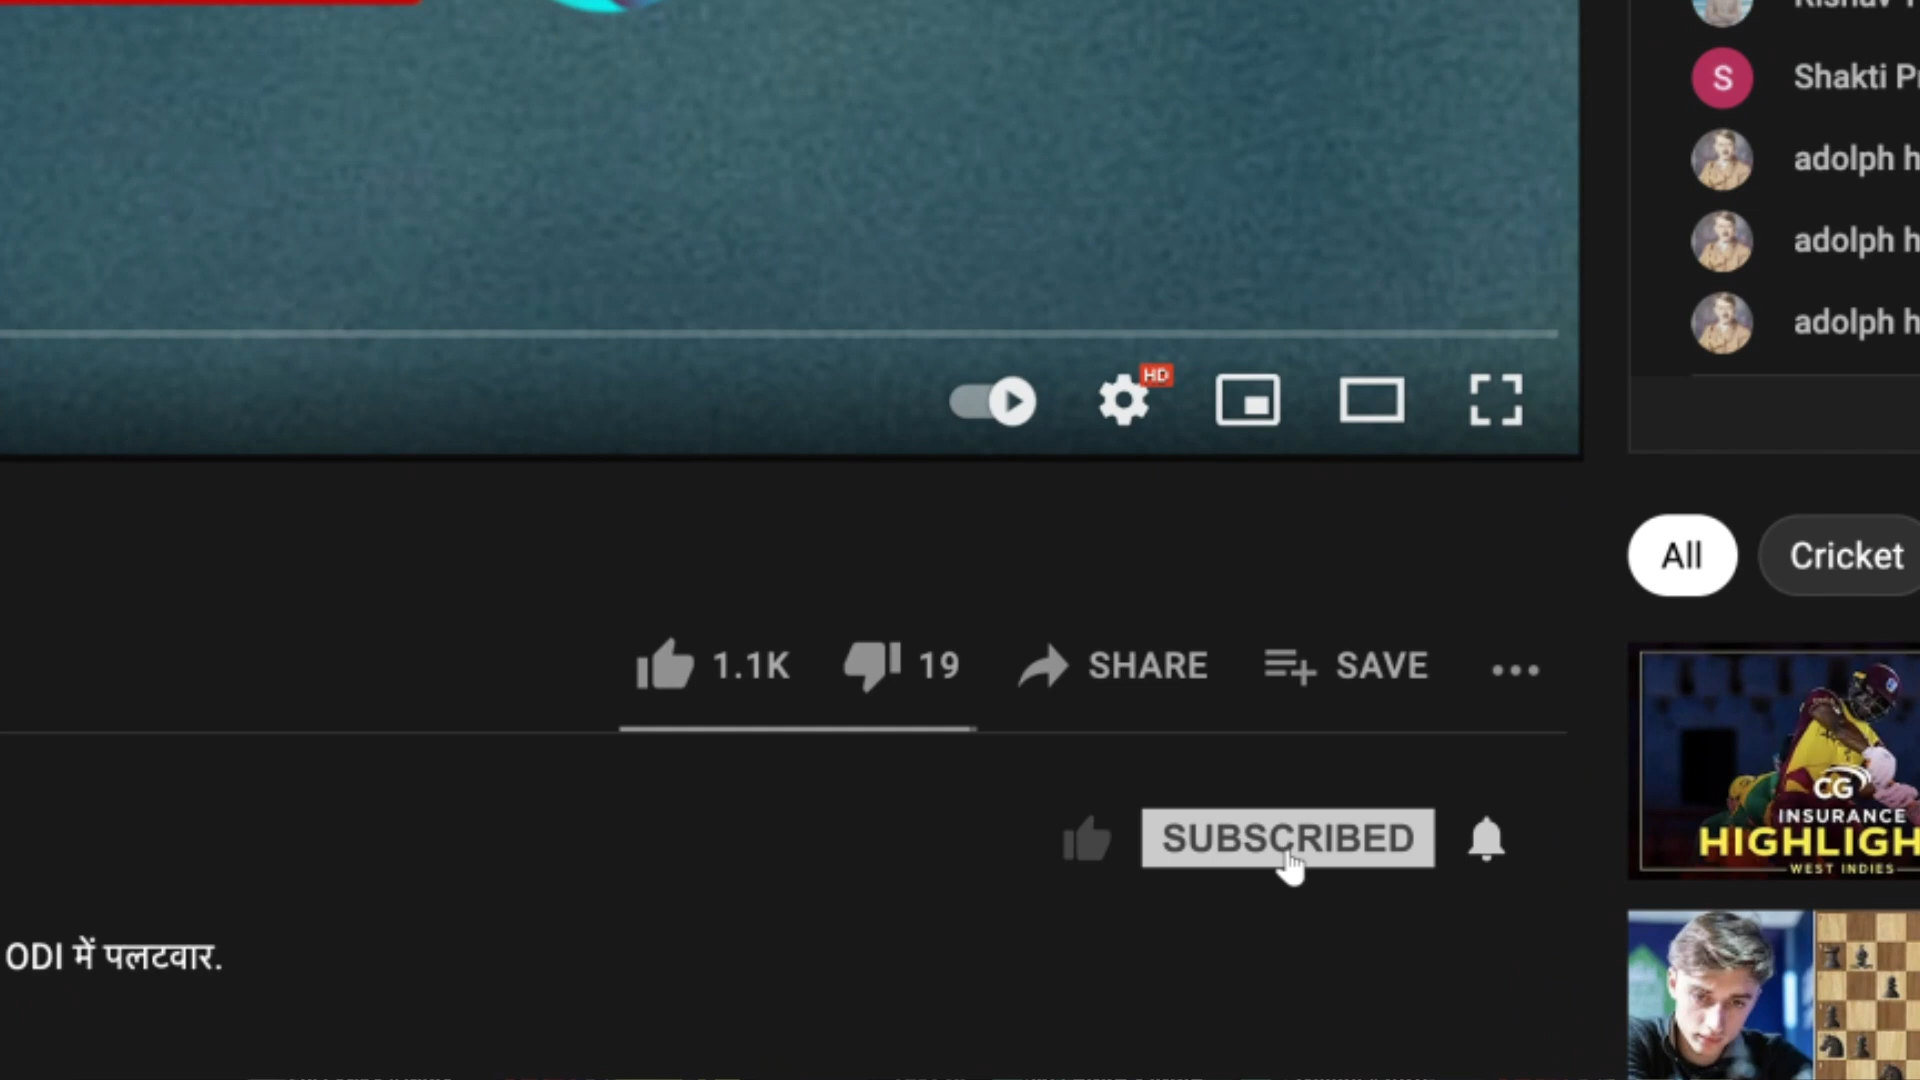 Shakti P
adolph h
adolph h
adolph h
S
HD
All
Cricket
1.1K
19
SHARE
SAVE
CG
INSURANCE
HIGHLIGH
WEST INDIES
SUBSCRIBED
ODI में पलटवार.